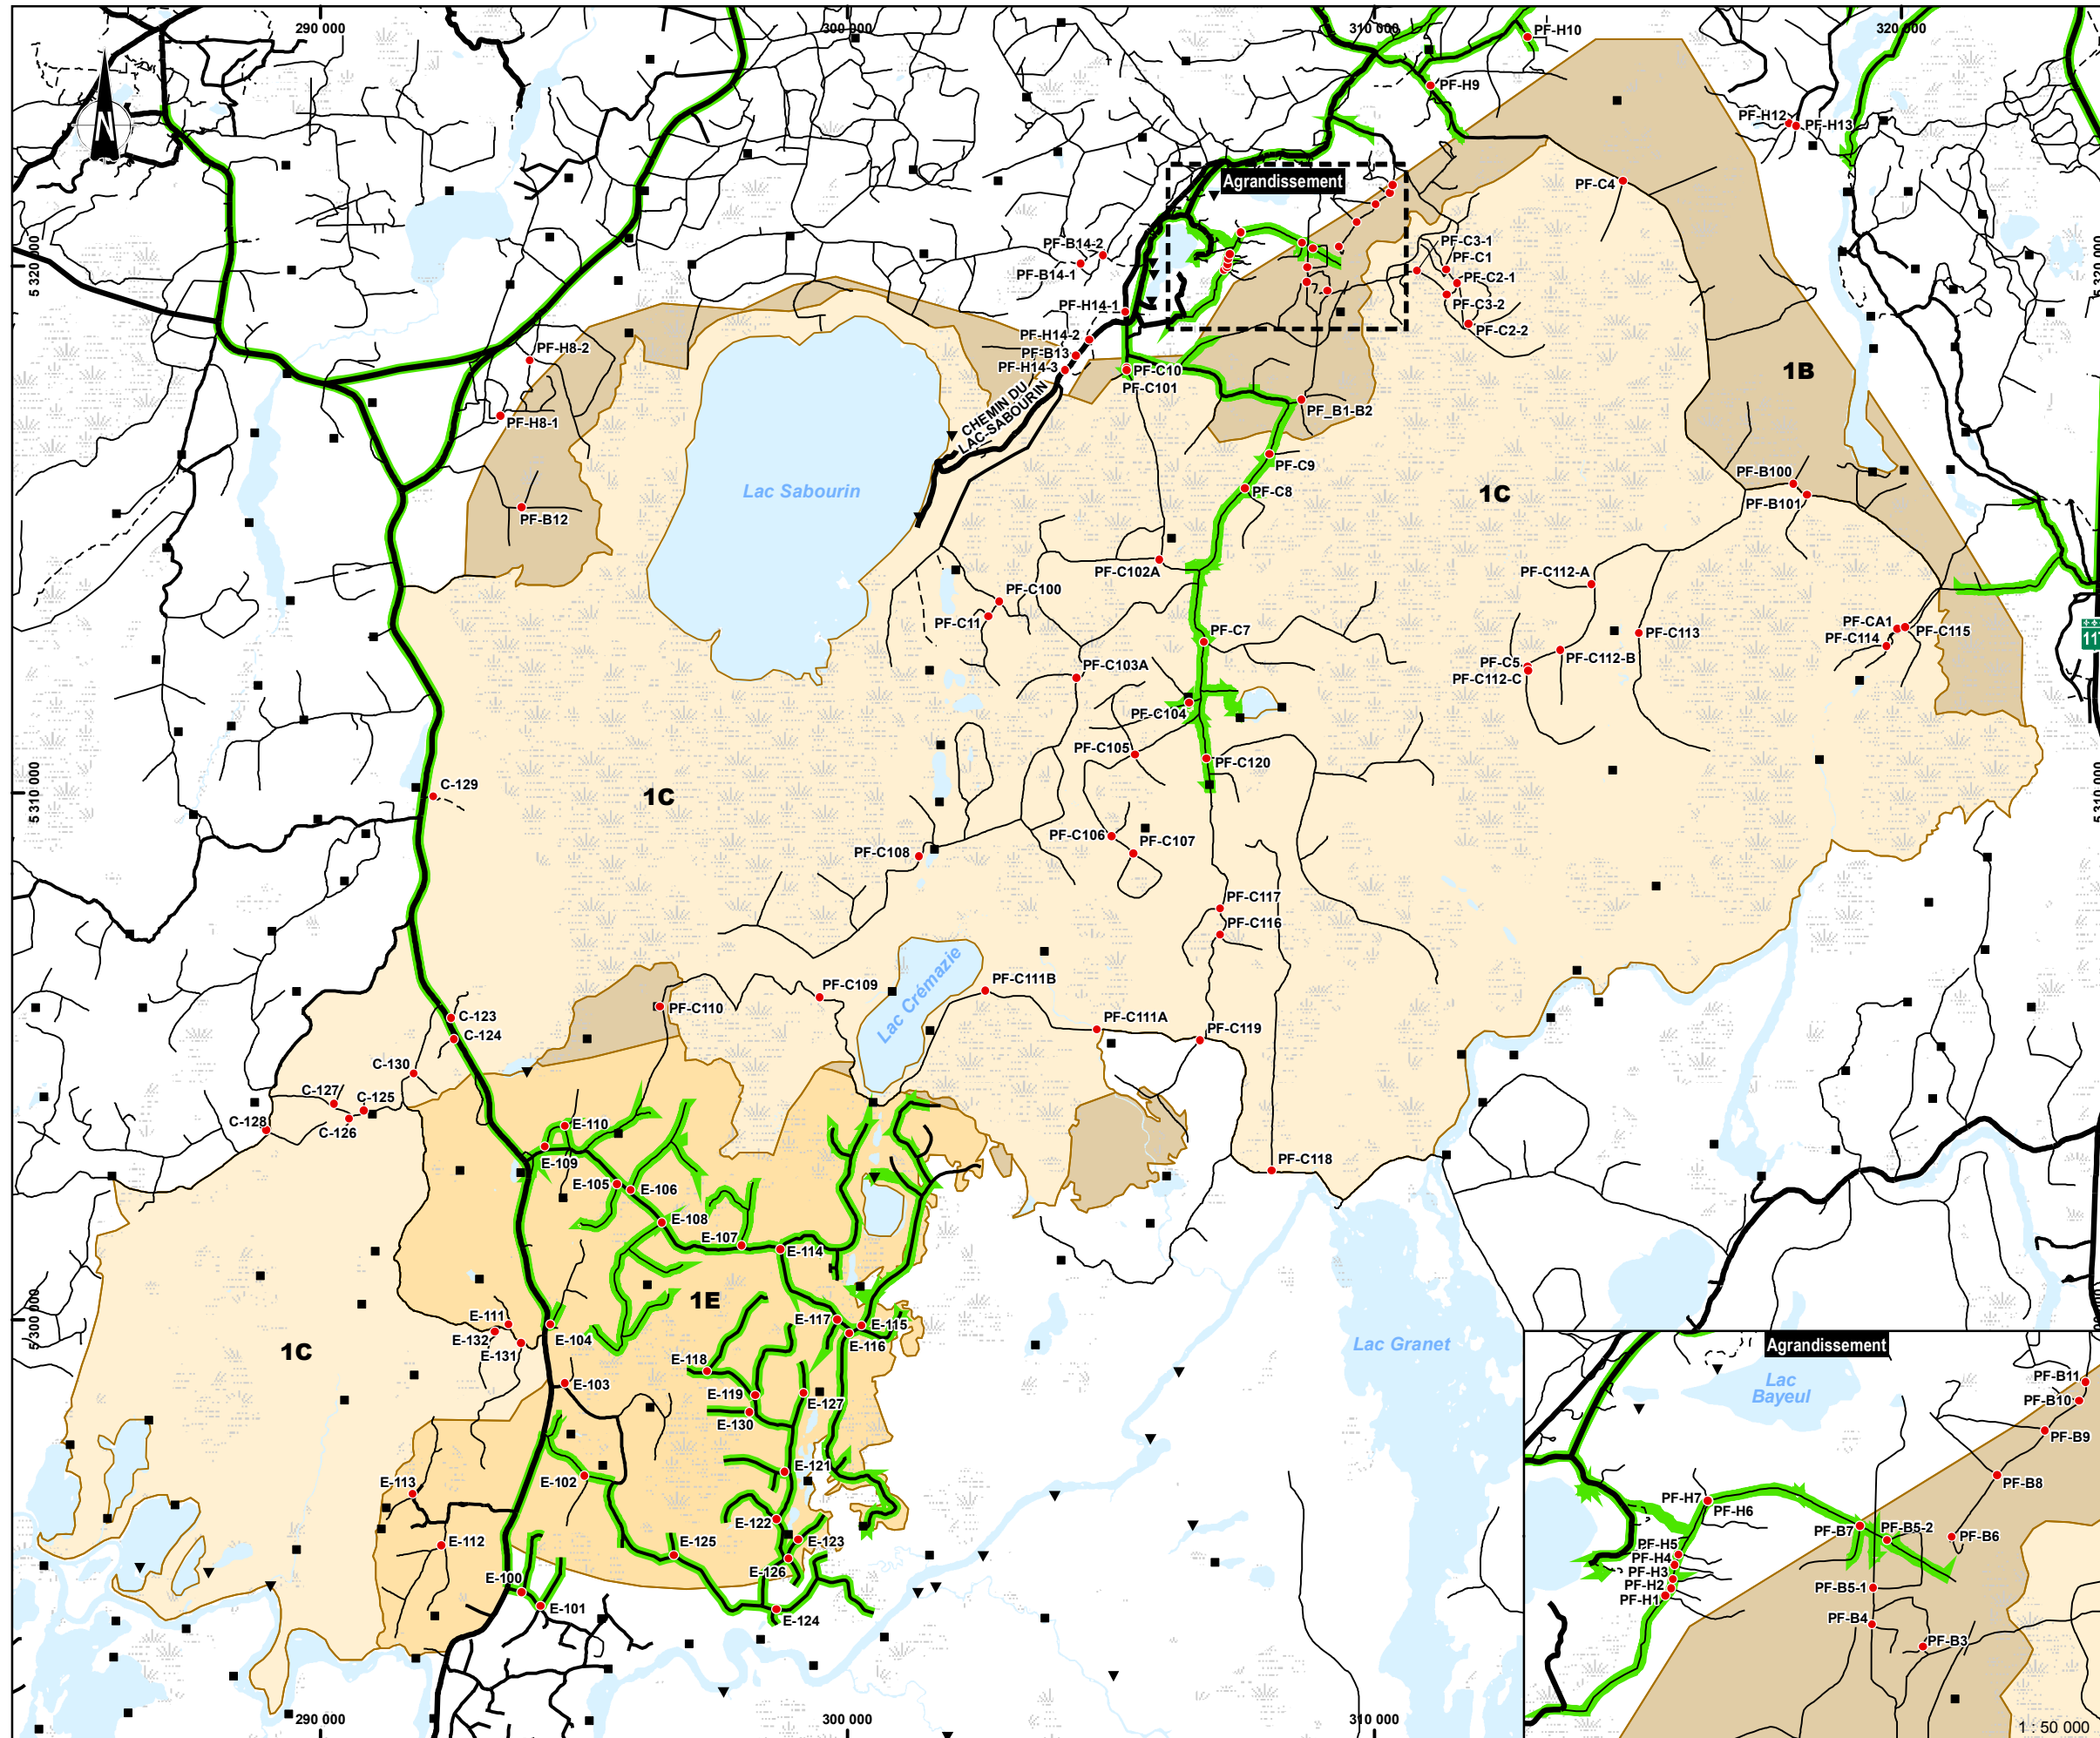 290 000
300 000
310 000
320 000
PF-H10
PF-H9
PF-H12
PF-H13
N
Agrandissement
PF-C4
5 320 000
5 320 000
PF-B14-2
PF-B14-1
PF-C3-1
PF-C1
PF-C2-1
PF-C3-2
PF-C2-2
PF-H14-1
PF-H14-2
PF-B13
PF-H14-3
PF-H8-2
PF-H8-1
PF-C10
PF-C101
1B
CHEMIN DU
LAC-SABOURIN
PF_B1-B2
PF-C9
PF-C8
Lac Sabourin
1C
PF-B100
PF-B101
PF-B12
PF-C102A
PF-C112-A
PF-C100
PF-C11
PF-CA1
PF-C114
PF-C115
117
PF-C7
PF-C113
PF-C112-B
PF-C5
PF-C112-C
PF-C103A
PF-C104
PF-C105
PF-C120
5 310 000
5 310 000
C-129
1C
PF-C106
PF-C107
PF-C108
PF-C117
PF-C116
Lac Crémazie
PF-C109
PF-C111B
PF-C110
PF-C111A
PF-C119
C-123
C-124
C-130
C-127
C-125
C-128
C-126
E-110
E-109
PF-C118
E-105
E-106
E-108
E-107
E-114
5 300 000
1E
E-111
E-132
E-131
E-104
E-117
E-115
E-116
1C
Lac Granet
E-118
E-103
E-119
E-127
E-130
E-121
E-113
E-102
E-122
E-123
E-112
E-125
E-126
E-100
E-101
E-124
290 000
300 000
310 000
Agrandissement
Lac
Bayeul
PF-B11
PF-B10
PF-B9
PF-B8
PF-H7
PF-H6
PF-B7
PF-B5-2
PF-B6
PF-H5
PF-H4
PF-H3
PF-H2
PF-H1
PF-B5-1
PF-B4
PF-B3
1 : 50 000